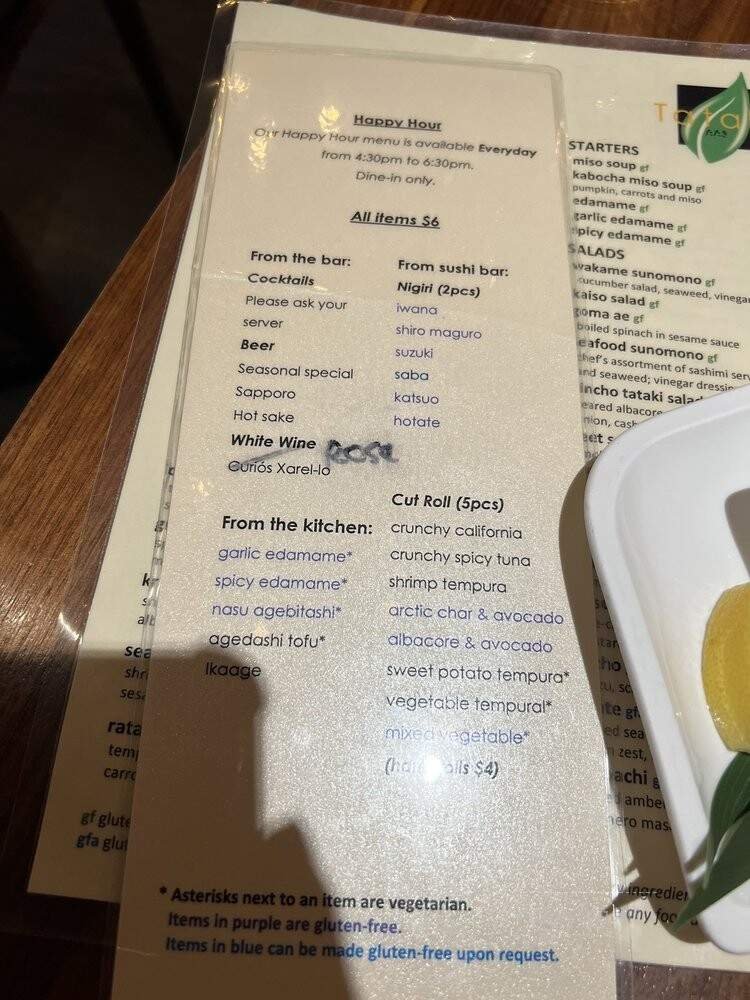 Happy Hour
Our Happy Hour menu is available Everyday
from 4:30pm to 6:30pm.
Dine-in only.
All items $6
From the bar:
Cocktails
Please ask your
server
Beer
Seasonal special
Sapporo
Hot sake
White Wine Rose
Curiós Xarel-lo
From the kitchen:
garlic edamame*
spicy edamame*
nasu agebitashi*
agedashi tofu*
Ikaage
From sushi bar:
Nigiri (2pcs)
iwana
shiro maguro
suzuki
saba
katsuo
hotate
Cut Roll (5pcs)
crunchy california
crunchy spicy tuna
shrimp tempura
arctic char & avocado
albacore & avocado
sweet potato tempura*
vegetable tempura*
mixed vegetable*
$4)
* Asterisks next to an item are vegetarian.
Items in purple are gluten-free.
Items in blue can be made gluten-free upon request.
Tata
たたき
STARTERS
miso soup gf
kabocha miso soup gf
pumpkin, carrots and miso
edamame gf
garlic edamame gf
spicy edamame gf
SALADS
wakame sunomono gf
cucumber salad, seaweed, vinegar
kaiso salad gf
goma ae gf
boiled spinach in sesame sauce
seafood sunomono gf
chef's assortment of sashimi
and seaweed; vinegar
tataki
seared albacore
gf
gfa